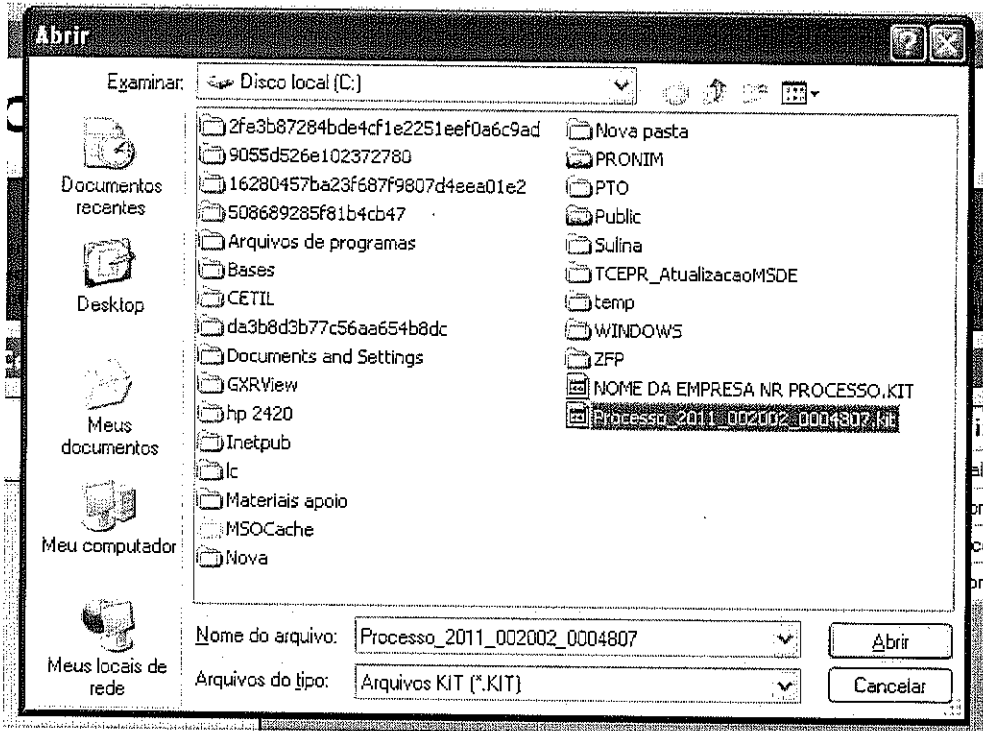 Abrir
Examinar: Disco local (C:)
Documentos recentes
Desktop
Meus documentos
Meu computador
Meus locais de rede
2fe3b87284bde4cf1e2251eef0a6c9ad
9055d526e102372780
16280457ba23f687f9807d4eea01e2
508689285f81b4cb47
Arquivos de programas
Bases
CETIL
da3b8d3b77c56aa654b8dc
Documents and Settings
GXRView
hp 2420
Inetpub
lc
Materiais apoio
MSOCache
Nova
Nova pasta
PRONIM
PTO
Public
Sulina
TCEPR_AtualizacaoMSDE
temp
WINDOWS
ZFP
NOME DA EMPRESA NR PROCESSO.KIT
Processo_2011_002002_0004807.kit
Nome do arquivo: Processo_2011_002002_0004807
Abrir
Arquivos do tipo: Arquivos KIT (*.KIT)
Cancelar